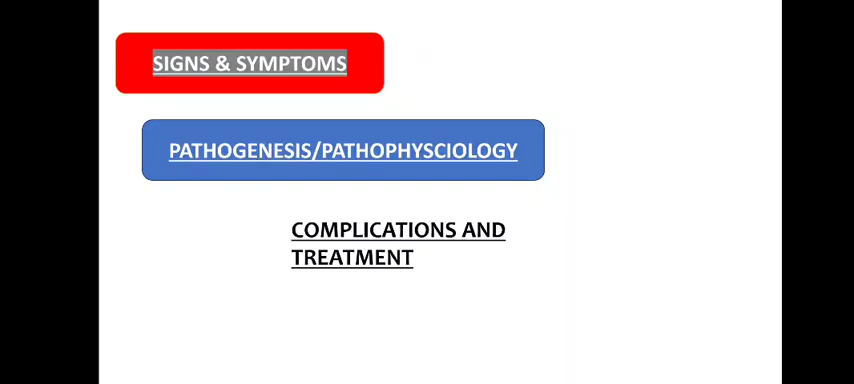 SIGNS & SYMPTOMS
PATHOGENESIS/PATHOPHYSCIOLOGY
COMPLICATIONS AND
TREATMENT